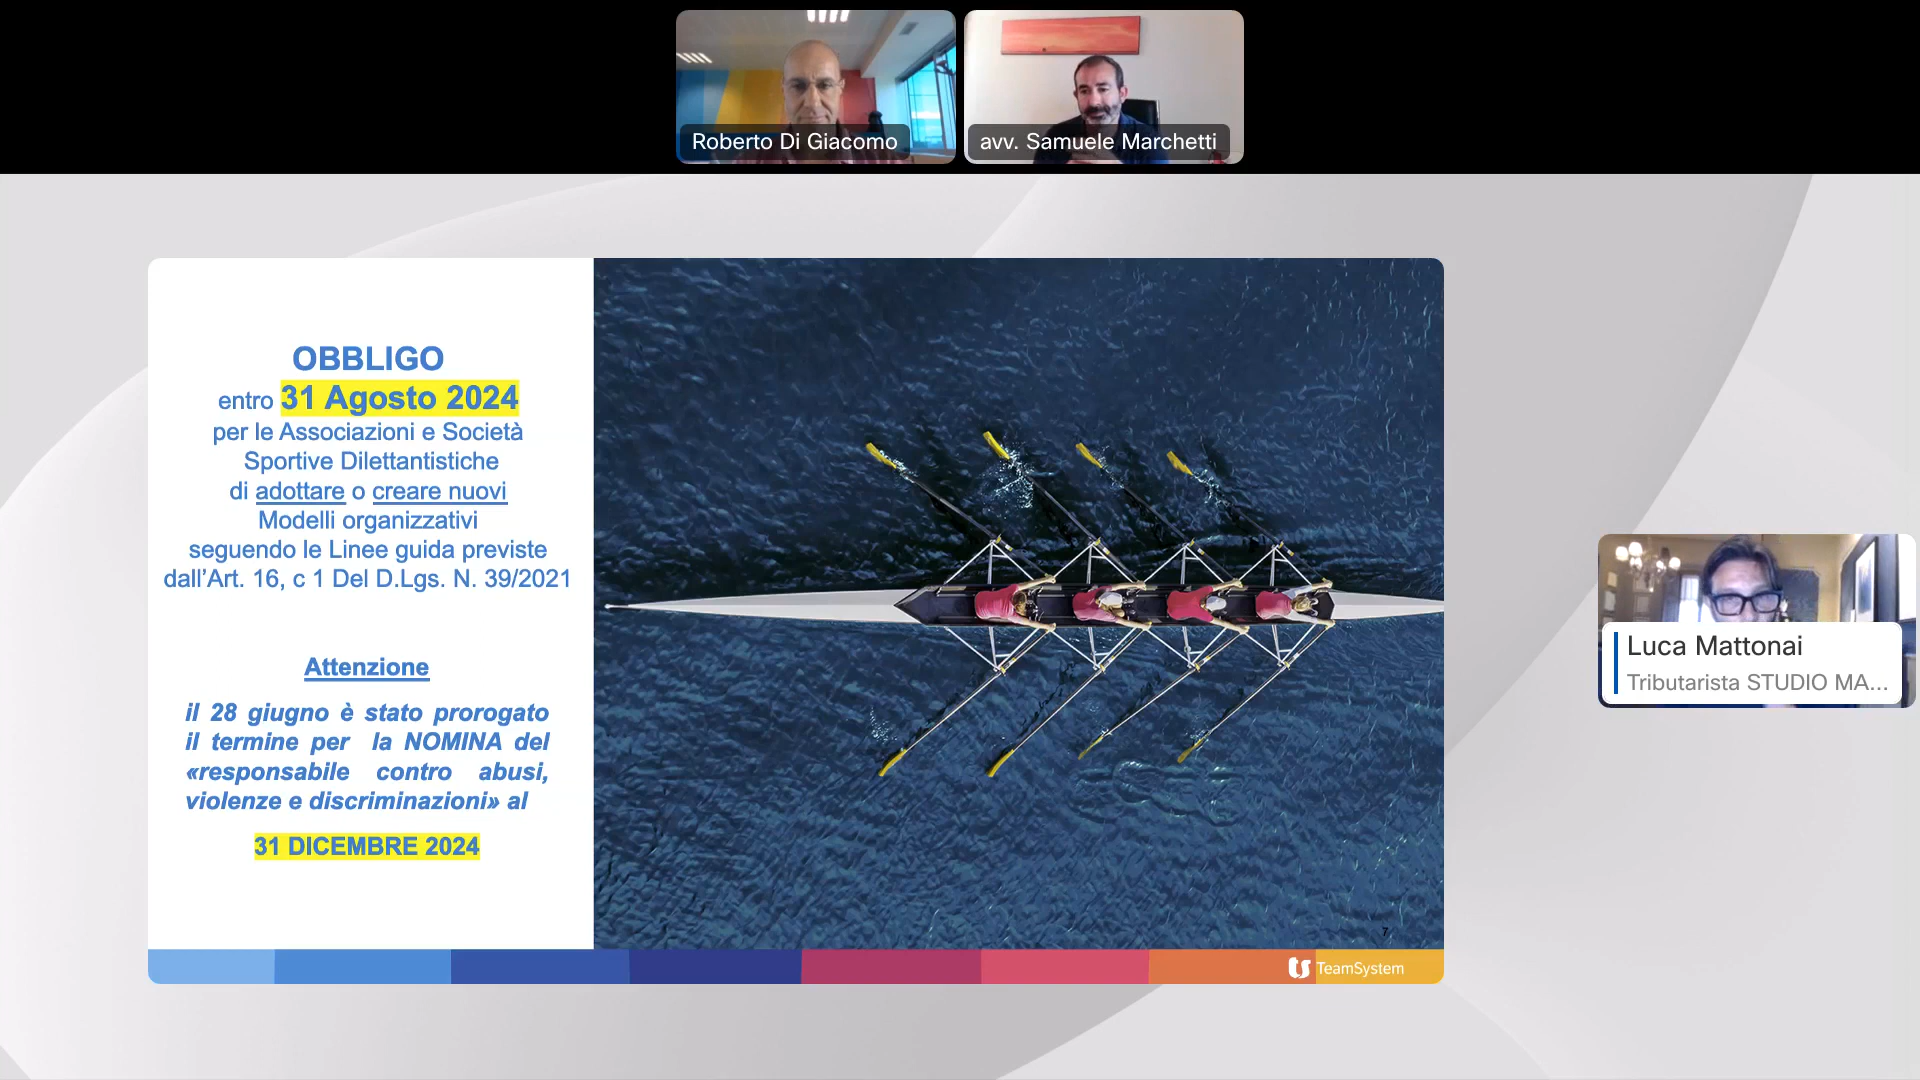 Roberto Di Giacomo
avv. Samuele Marchetti
OBBLIGO
entro 31 Agosto 2024
per le Associazioni e Società
Sportive Dilettantistiche
di adottare o creare nuovi
Modelli organizzativi
seguendo le Linee guida previste
dall’Art. 16, c 1 Del D.Lgs. N. 39/2021
Attenzione
il 28 giugno è stato prorogato
il termine per la NOMINA del
«responsabile contro abusi,
violenze e discriminazioni» al
31 DICEMBRE 2024
7
TeamSystem
Luca Mattonai
Tributarista STUDIO MA...